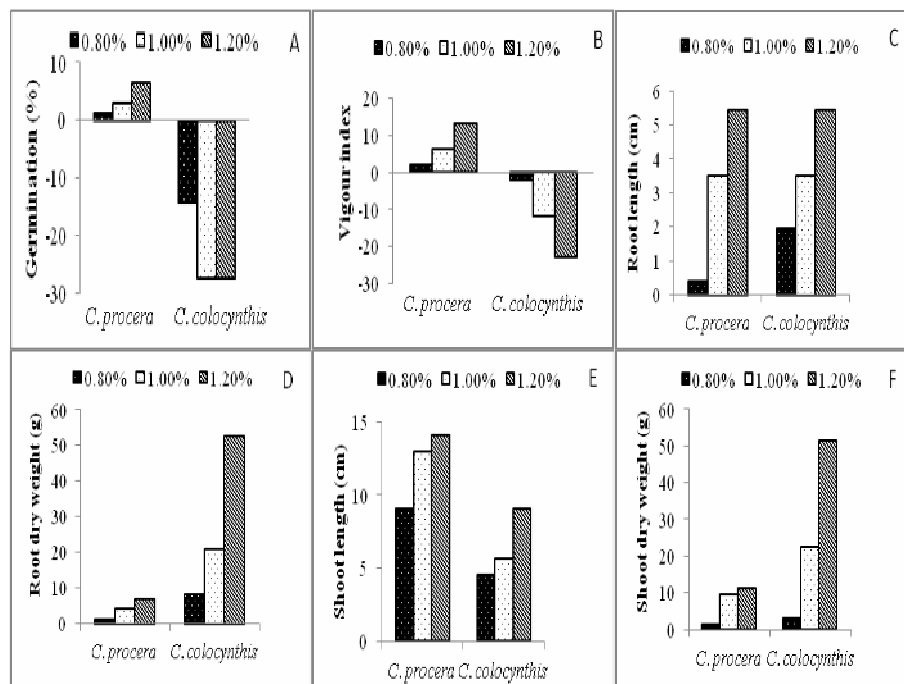 A
0.80% 1.00% 1.20%
Germination (%)
10
0
-10
-20
-30
C. procera C. colocynthis
B
0.80% 1.00% 1.20%
Vigour index
20
10
0
-10
-20
-30
C. procera C. colocynthis
C
0.80% 1.00% 1.20%
Root length (cm)
6
5
4
3
2
1
0
C. procera C. colocynthis
D
0.80% 1.00% 1.20%
Root dry weight (g)
60
50
40
30
20
10
0
C. procera C. colocynthis
E
0.80% 1.00% 1.20%
Shoot length (cm)
15
10
5
0
C. procera C. colocynthis
F
0.80% 1.00% 1.20%
Shoot dry weight (g)
60
50
40
30
20
10
0
C. procera C. colocynthis